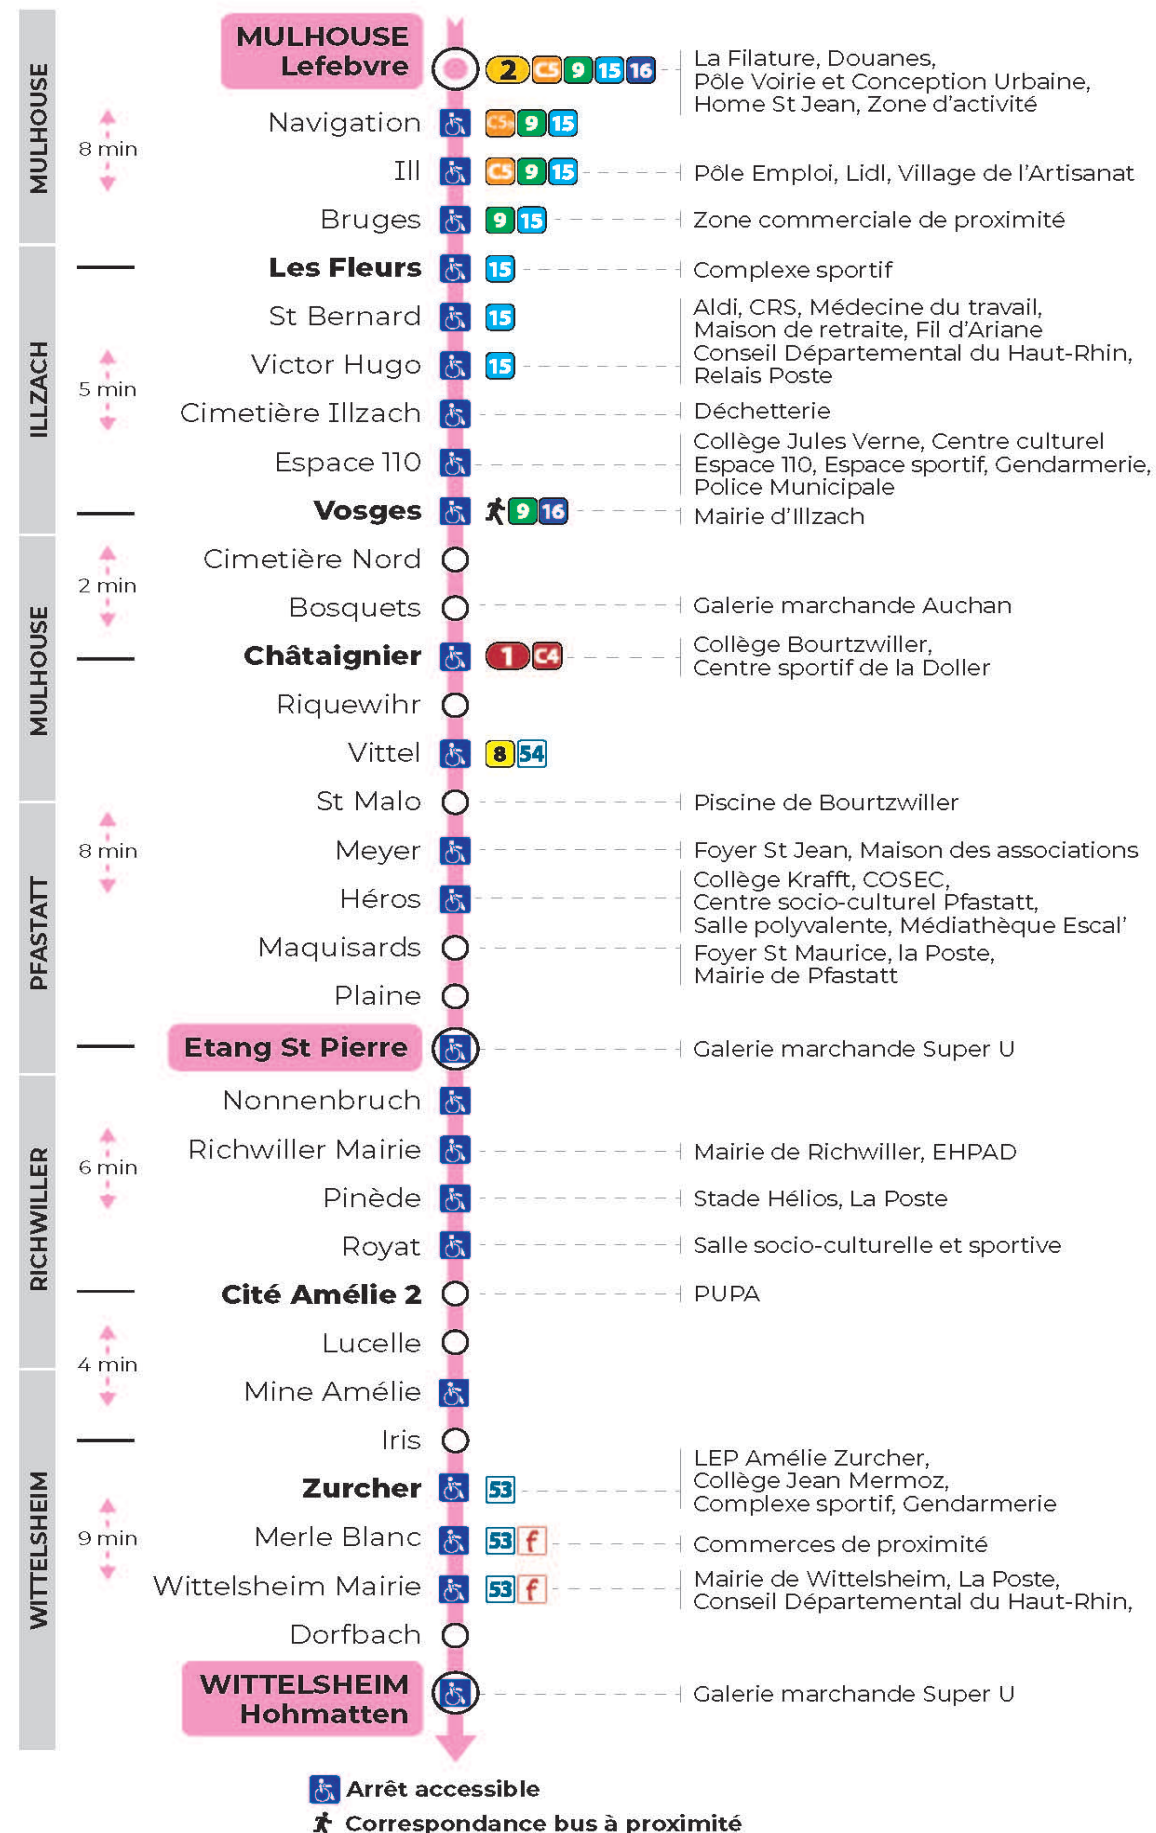 MULHOUSE
Lefebvre
2 C5 9 15 16
La Filature, Douanes,
Pôle Voirie et Conception Urbaine,
Home St Jean, Zone d'activité
MULHOUSE
8 min
Navigation
C5 9 15
Ill
C5 9 15
Pôle Emploi, Lidl, Village de l'Artisanat
Bruges
9 15
Zone commerciale de proximité
ILLZACH
Les Fleurs
15
Complexe sportif
St Bernard
15
Aldi, CRS, Médecine du travail,
Maison de retraite, Fil d'Ariane
5 min
Victor Hugo
15
Conseil Départemental du Haut-Rhin,
Relais Poste
Cimetière Illzach
Déchetterie
Espace 110
Collège Jules Verne, Centre culturel
Espace 110, Espace sportif, Gendarmerie,
Police Municipale
Vosges
9 16
Mairie d'Illzach
MULHOUSE
2 min
Cimetière Nord
Bosquets
Galerie marchande Auchan
Châtaignier
1 C4
Collège Bourtzwiller,
Centre sportif de la Doller
Riquewihr
Vittel
8 54
PFASTATT
8 min
St Malo
Piscine de Bourtzwiller
Meyer
Foyer St Jean, Maison des associations
Héros
Collège Krafft, COSEC,
Centre socio-culturel Pfastatt,
Salle polyvalente, Médiathèque Escal'
Maquisards
Foyer St Maurice, la Poste,
Mairie de Pfastatt
Plaine
Etang St Pierre
Galerie marchande Super U
RICHWILLER
6 min
Nonnenbruch
Richwiller Mairie
Mairie de Richwiller, EHPAD
Pinède
Stade Hélios, La Poste
Royat
Salle socio-culturelle et sportive
Cité Amélie 2
PUPA
4 min
Lucelle
WITTELSHEIM
Mine Amélie
Iris
Zurcher
53
LEP Amélie Zurcher,
Collège Jean Mermoz,
Complexe sportif, Gendarmerie
9 min
Merle Blanc
53 f
Commerces de proximité
Wittelsheim Mairie
53 f
Mairie de Wittelsheim, La Poste,
Conseil Départemental du Haut-Rhin,
Dorfbach
WITTELSHEIM
Hohmatten
Galerie marchande Super U
Arrêt accessible
Correspondance bus à proximité